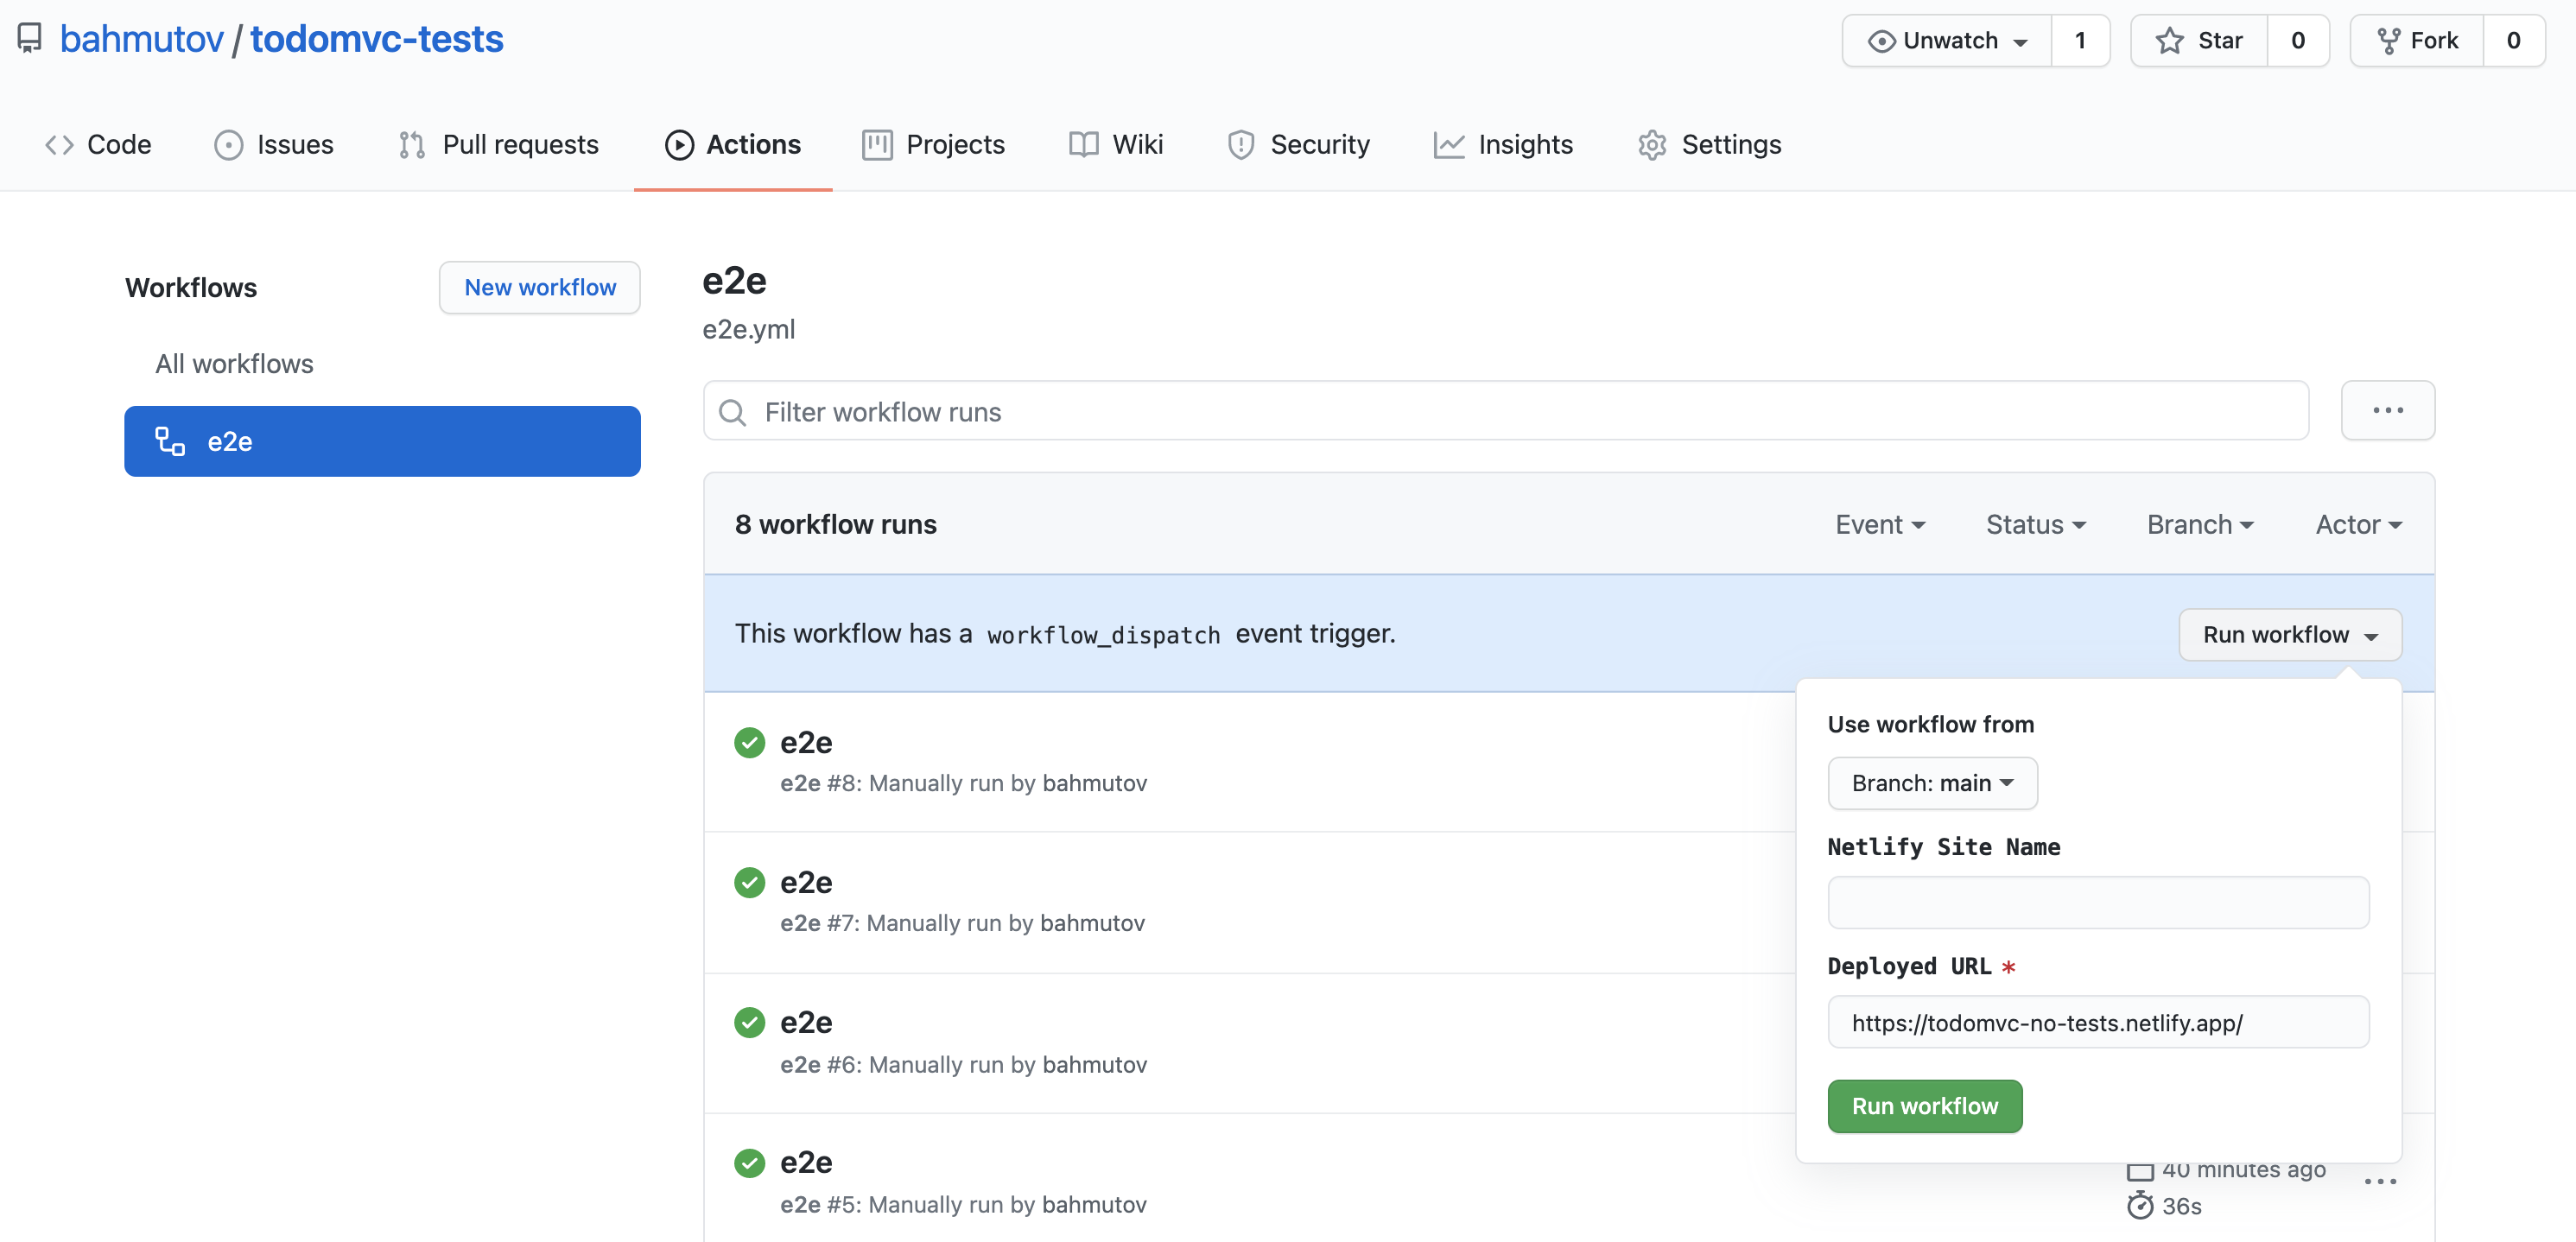 bahmutov / todomvc-tests
Unwatch 1 Star 0 Fork 0
Code Issues Pull requests Actions Projects Wiki Security Insights Settings
Workflows
New workflow
All workflows
e2e
e2e
e2e.yml
Filter workflow runs
...
8 workflow runs
Event Status Branch Actor
This workflow has a workflow_dispatch event trigger.
Run workflow
Use workflow from
Branch: main
Netlify Site Name
Deployed URL *
https://todomvc-no-tests.netlify.app/
Run workflow
e2e
e2e #8: Manually run by bahmutov
e2e
e2e #7: Manually run by bahmutov
e2e
e2e #6: Manually run by bahmutov
e2e
e2e #5: Manually run by bahmutov
40 minutes ago
...
36s